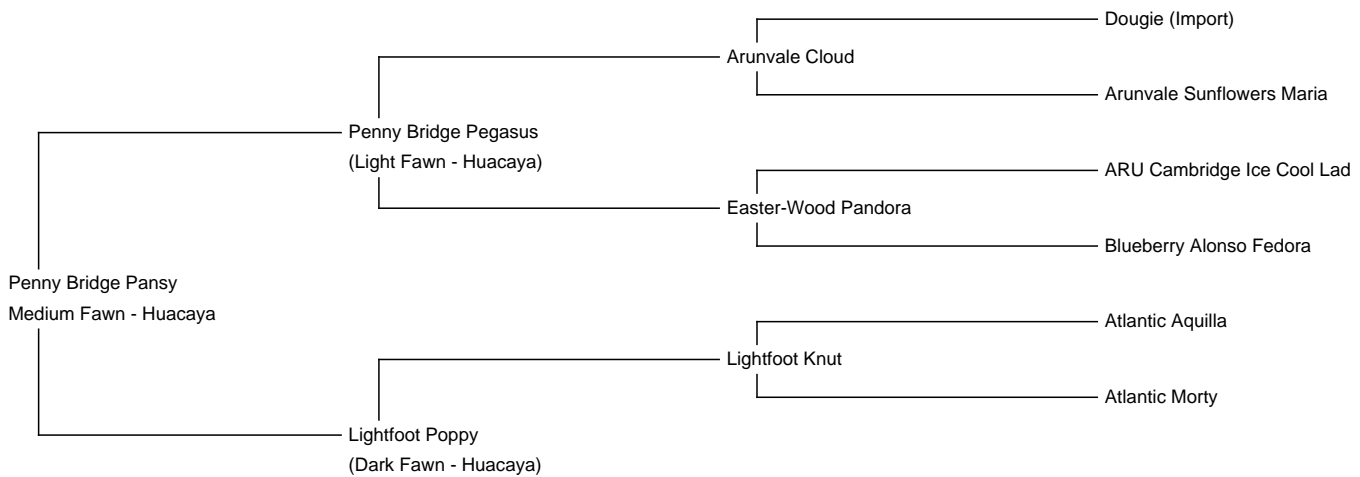 Dougie (Import)
Arunvale Cloud
Arunvale Sunflowers Maria
Penny Bridge Pegasus
(Light Fawn - Huacaya)
ARU Cambridge Ice Cool Lad
Easter-Wood Pandora
Blueberry Alonso Fedora
Penny Bridge Pansy
Medium Fawn - Huacaya
Atlantic Aquilla
Lightfoot Knut
Atlantic Morty
Lightfoot Poppy
(Dark Fawn - Huacaya)